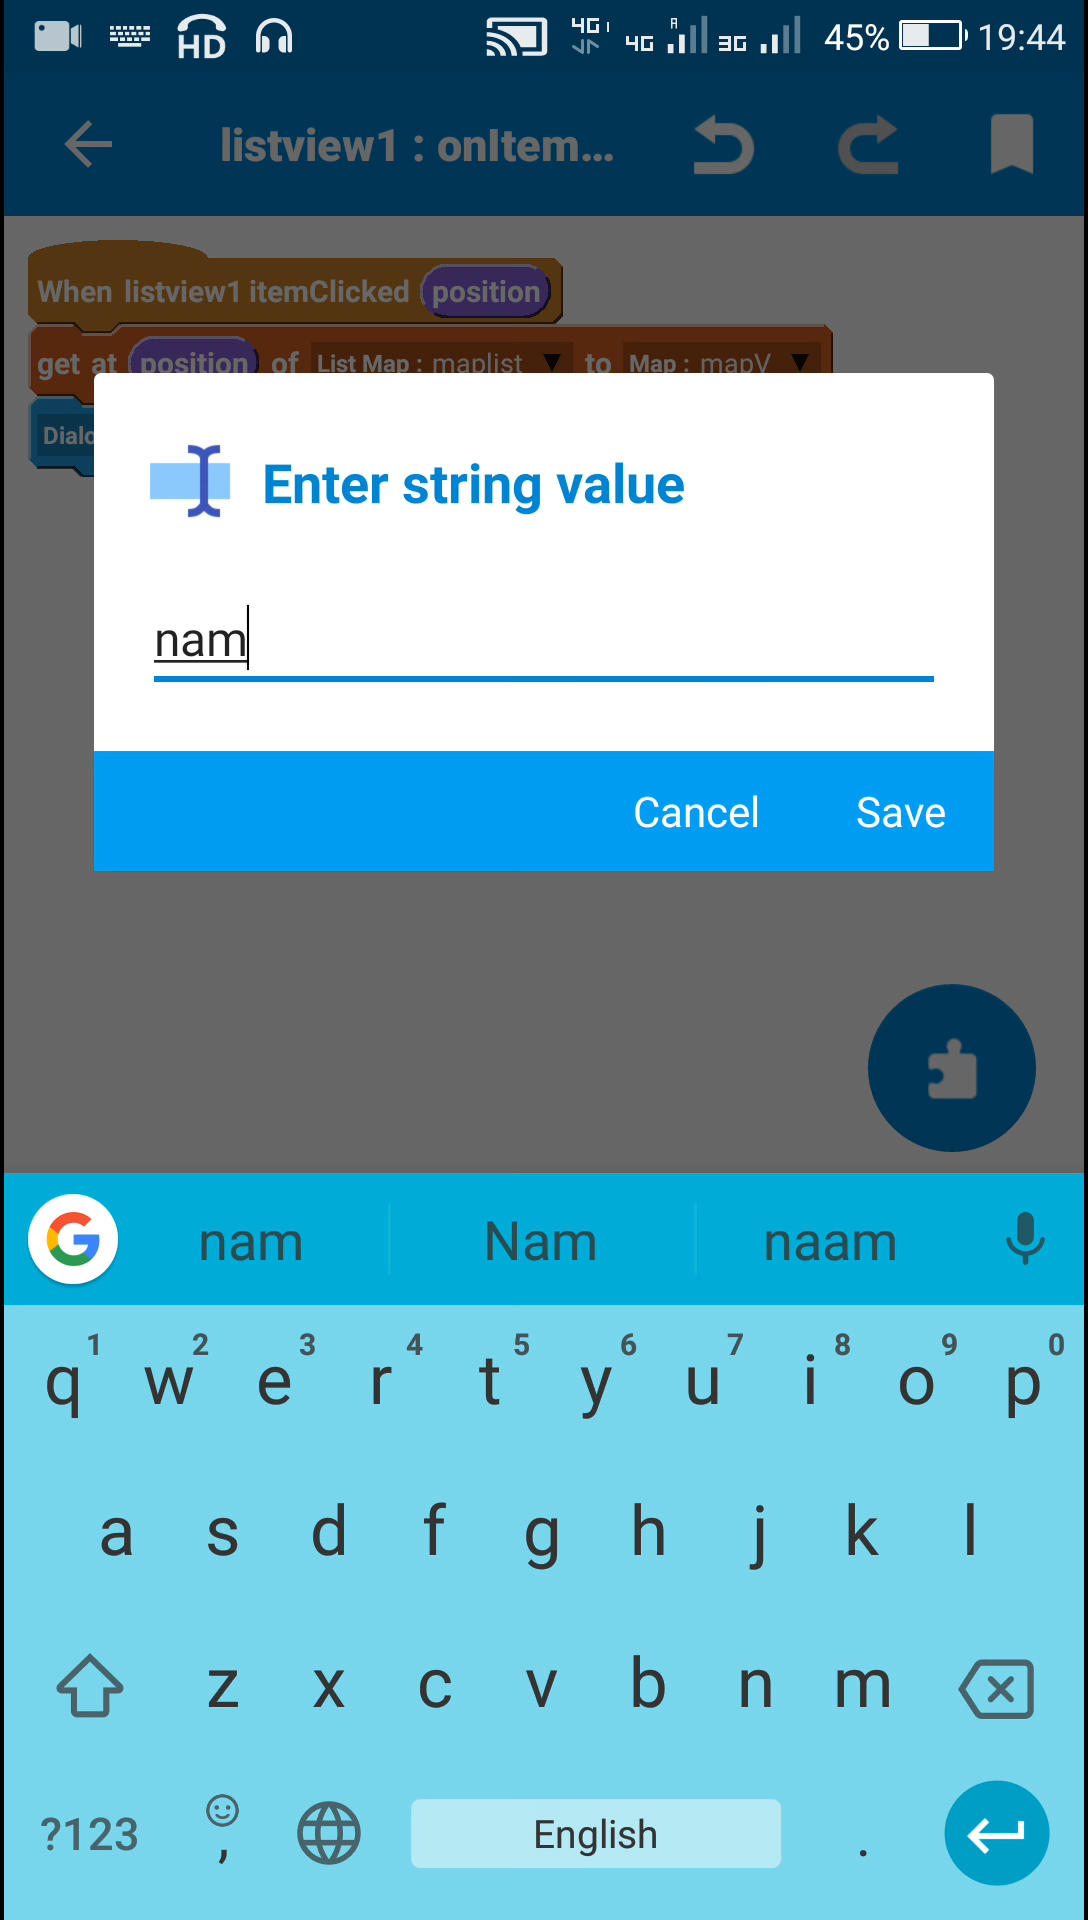 HD 4G 4G R 3G 45% 19:44
listview1 : onItem...
When listview1 itemClicked position
get at position of List Map : maplist to Map : mapV
Dialo
Enter string value
nam
Cancel Save
nam Nam naam
1 2 3 4 5 6 7 8 9 0
q w e r t y u i o p
a s d f g h j k l
z x c v b n m
?123 , English .